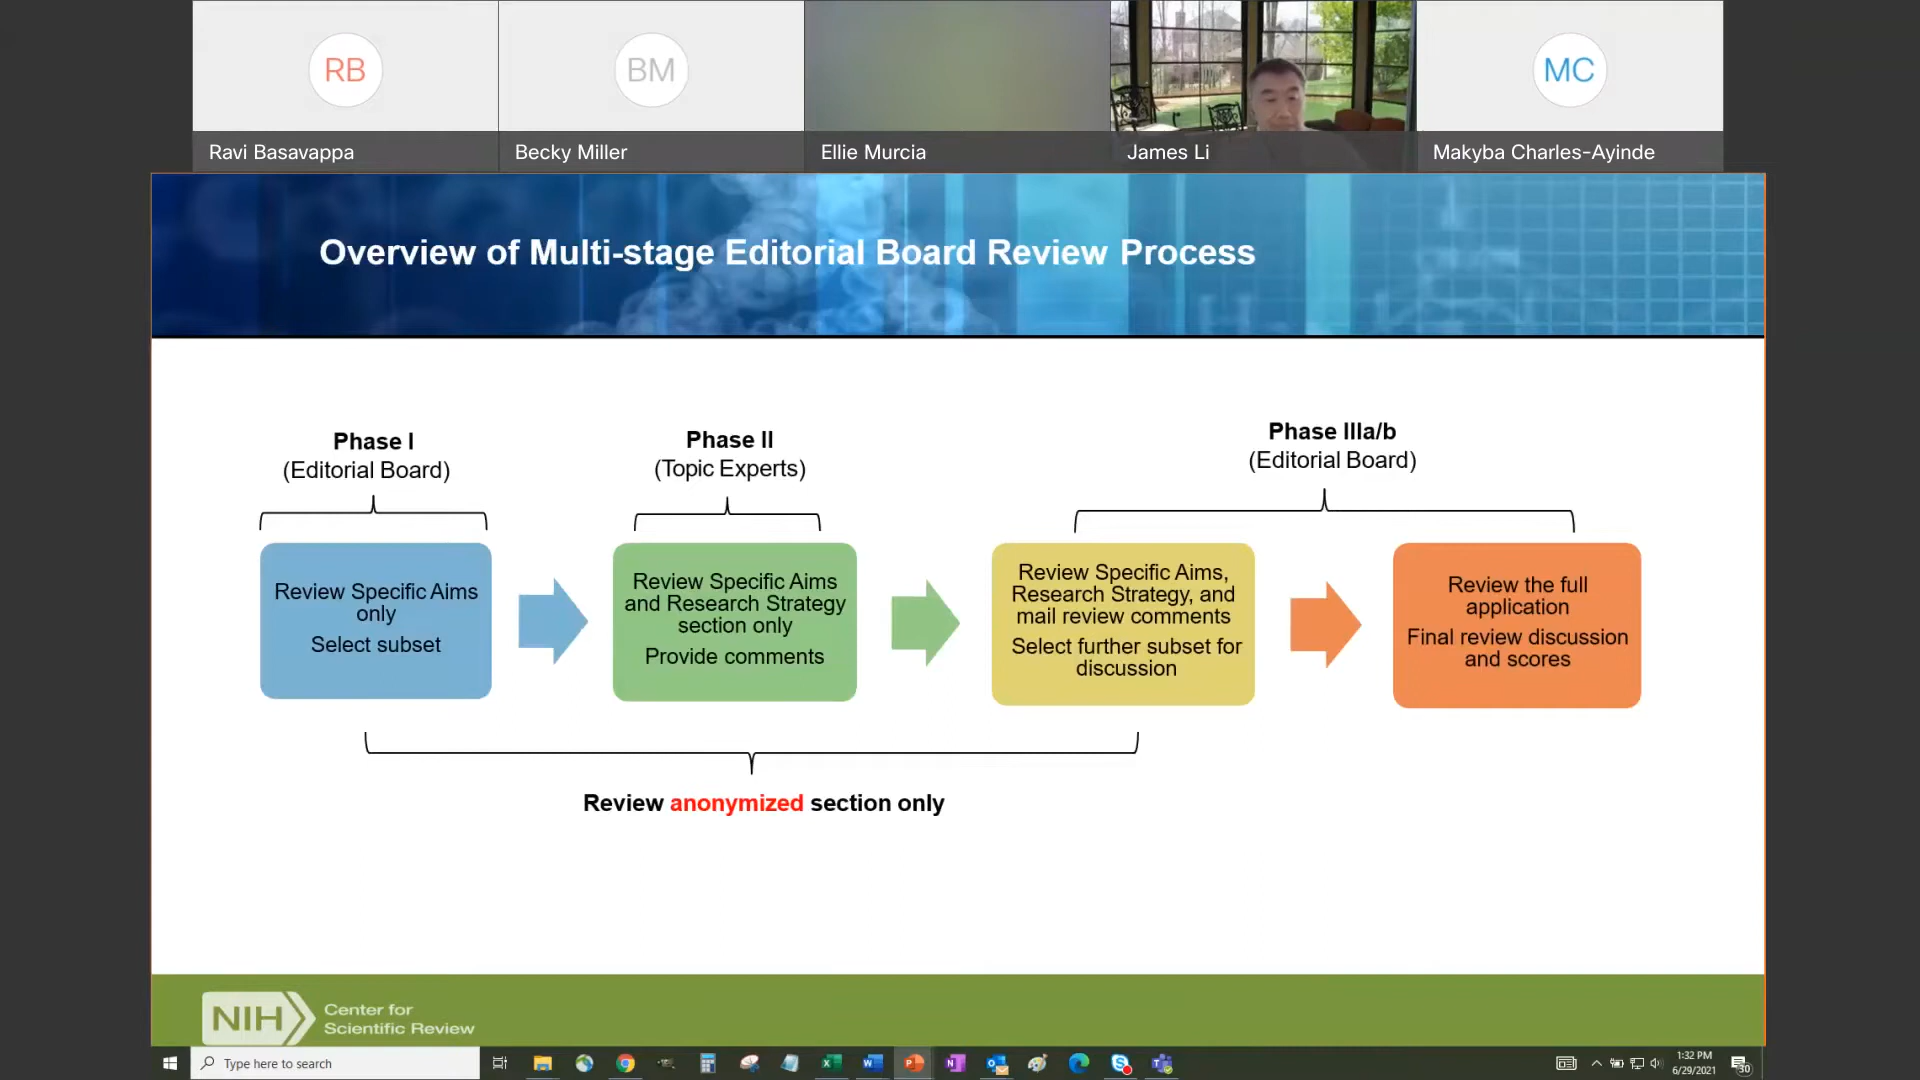 RB
BM
MC
Ravi Basavappa
Becky Miller
Ellie Murcia
James Li
Makyba Charles-Ayinde
Overview of Multi-stage Editorial Board Review Process
Phase I
(Editorial Board)
Phase II
(Topic Experts)
Phase IIIa/b
(Editorial Board)
Review Specific Aims
only
Select subset
Review Specific Aims
and Research Strategy
section only
Provide comments
Review Specific Aims,
Research Strategy, and
mail review comments
Select further subset for
discussion
Review the full
application
Final review discussion
and scores
Review anonymized section only
NIH
Center for
Scientific Review
Type here to search
1:32 PM
6/29/2021
30